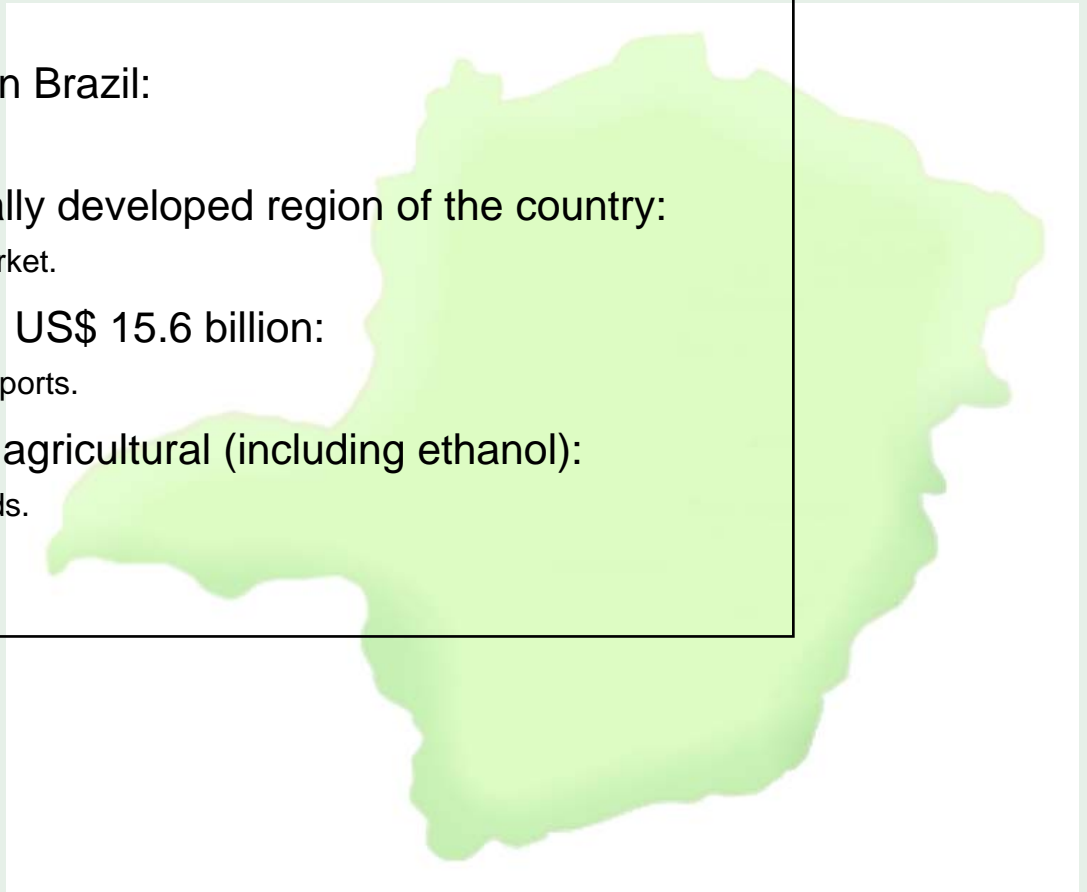 n Brazil:
ally developed region of the country:
rket.
US$ 15.6 billion:
ports.
agricultural (including ethanol):
ds.